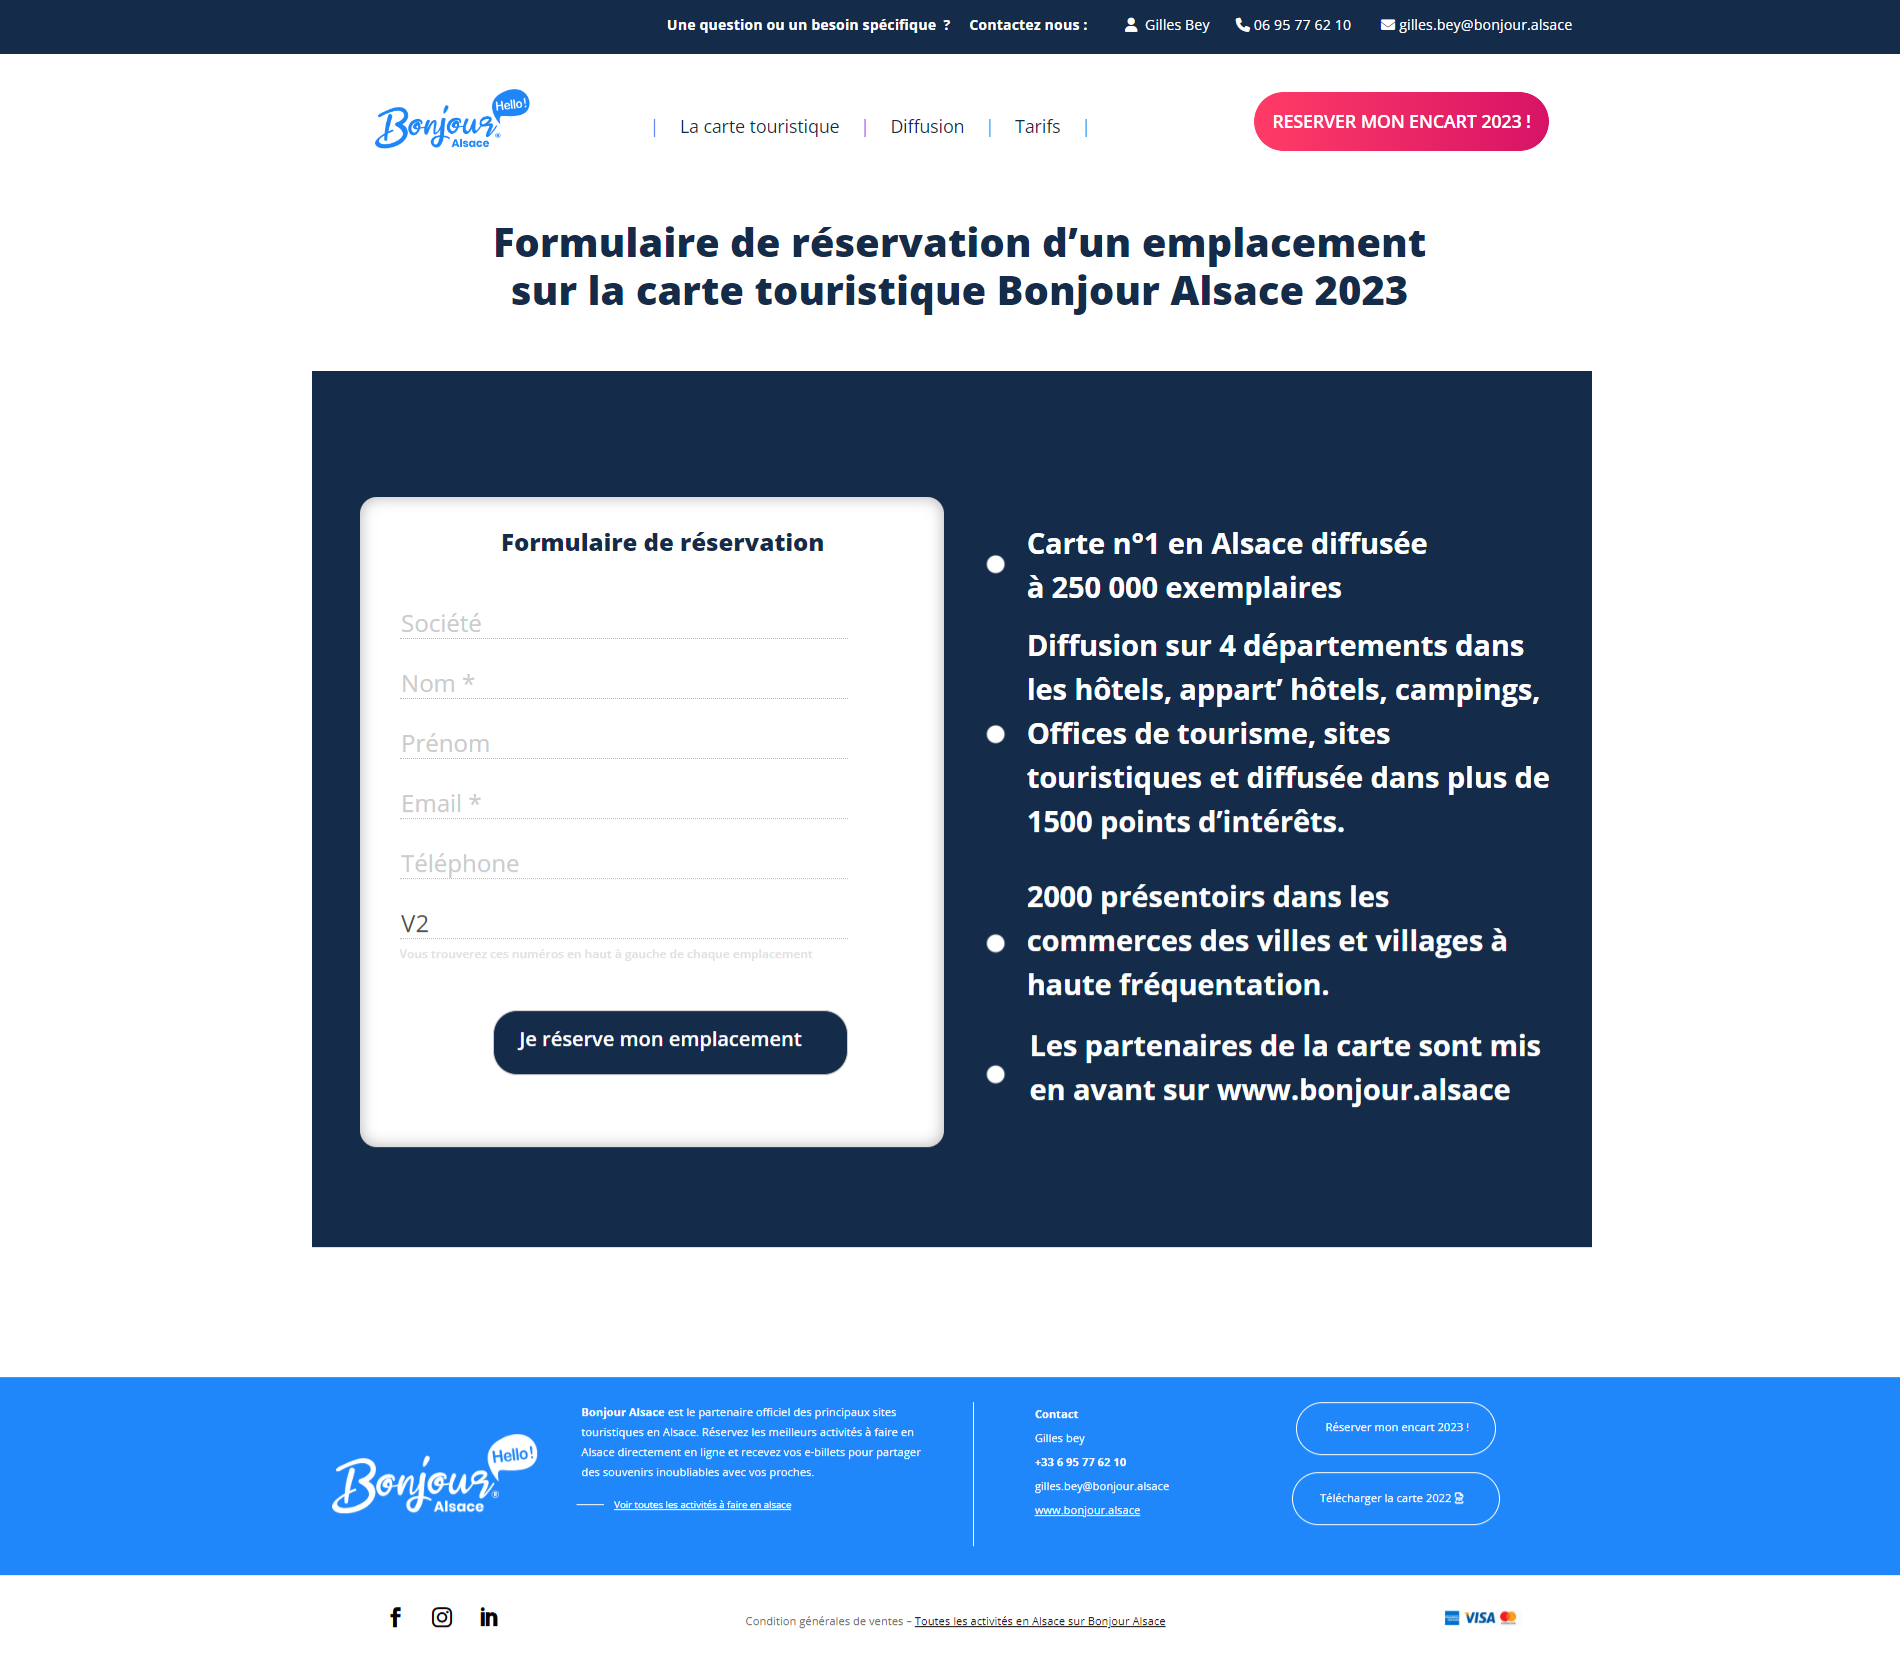 Une question ou un besoin spécifique ? Contactez nous : Gilles Bey 06 95 77 62 10 gilles.bey@bonjour.alsace
Hello!
Bonjour®
Alsace
| La carte touristique | Diffusion | Tarifs |
RESERVER MON ENCART 2023 !
Formulaire de réservation d’un emplacement
sur la carte touristique Bonjour Alsace 2023
Formulaire de réservation
Société
Nom *
Prénom
Email *
Téléphone
V2
Vous trouverez ces numéros en haut à gauche de chaque emplacement
Je réserve mon emplacement
Carte n°1 en Alsace diffusée
à 250 000 exemplaires
Diffusion sur 4 départements dans
les hôtels, appart’ hôtels, campings,
Offices de tourisme, sites
touristiques et diffusée dans plus de
1500 points d’intérêts.
2000 présentoirs dans les
commerces des villes et villages à
haute fréquentation.
Les partenaires de la carte sont mis
en avant sur www.bonjour.alsace
Hello!
Bonjour®
Alsace
Bonjour Alsace est le partenaire officiel des principaux sites
touristiques en Alsace. Réservez les meilleurs activités à faire en
Alsace directement en ligne et recevez vos e-billets pour partager
des souvenirs inoubliables avec vos proches.
Voir toutes les activités à faire en alsace
Contact
Gilles bey
+33 6 95 77 62 10
gilles.bey@bonjour.alsace
www.bonjour.alsace
Réserver mon encart 2023 !
Télécharger la carte 2022
Condition générales de ventes – Toutes les activités en Alsace sur Bonjour Alsace
VISA